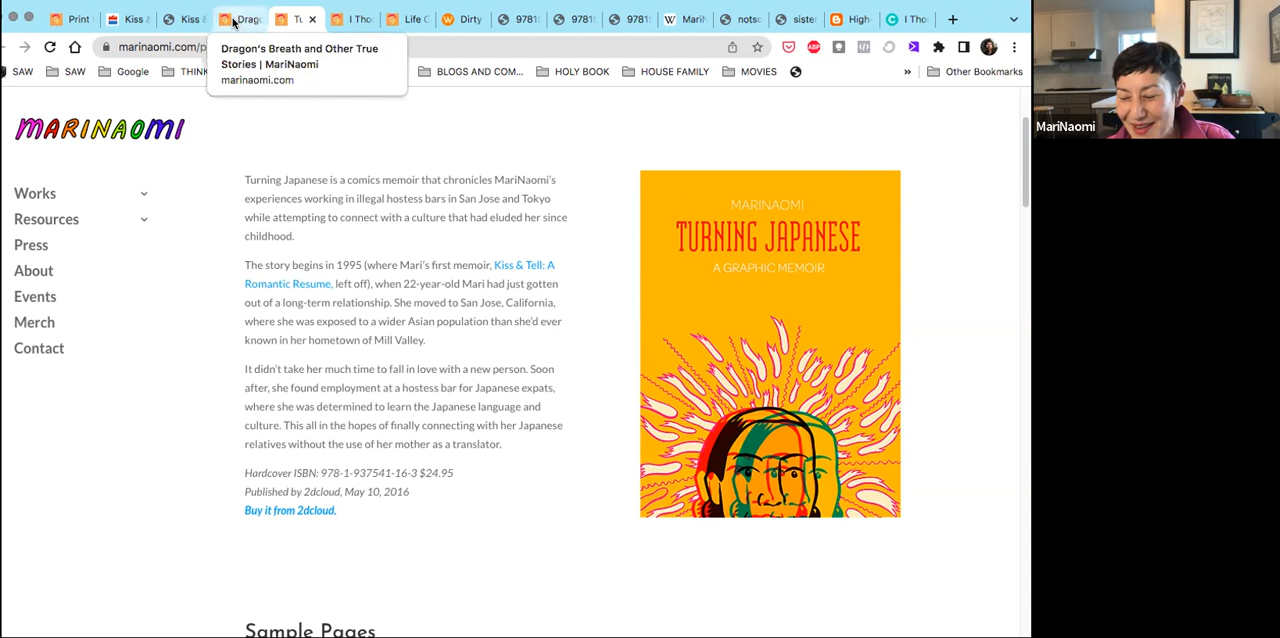 Print
Kiss &
Kiss &
Drago
Tu
I Tho
Life C
Dirty
9781
9781
9781
MariN
notso
sister
High-
I Tho
marinaomi.com/p
Dragon's Breath and Other True
Stories | MariNaomi
marinaomi.com
SAW
SAW
Google
THINK
BLOGS AND COM...
HOLY BOOK
HOUSE FAMILY
MOVIES
»
Other Bookmarks
ABP
MARINAOMI
Works
Resources
Press
About
Events
Merch
Contact
Turning Japanese is a comics memoir that chronicles MariNaomi's
experiences working in illegal hostess bars in San Jose and Tokyo
while attempting to connect with a culture that had eluded her since
childhood.
The story begins in 1995 (where Mari's first memoir, Kiss & Tell: A
Romantic Resume, left off), when 22-year-old Mari had just gotten
out of a long-term relationship. She moved to San Jose, California,
where she was exposed to a wider Asian population than she'd ever
known in her hometown of Mill Valley.
It didn't take her much time to fall in love with a new person. Soon
after, she found employment at a hostess bar for Japanese expats,
where she was determined to learn the Japanese language and
culture. This all in the hopes of finally connecting with her Japanese
relatives without the use of her mother as a translator.
Hardcover ISBN: 978-1-937541-16-3 $24.95
Published by 2dcloud, May 10, 2016
Buy it from 2dcloud.
MARINAOMI
TURNING JAPANESE
A GRAPHIC MEMOIR
Sample Pages
MariNaomi